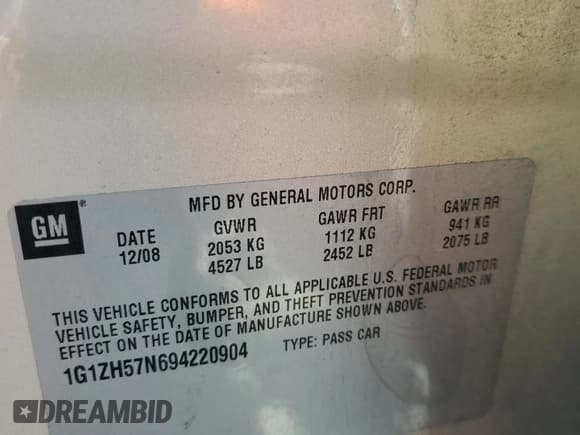 GM
®
MFD BY GENERAL MOTORS CORP.
DATE GVWR GAWR FRT GAWR RR
12/08 2053 KG 1112 KG 941 KG
4527 LB 2452 LB 2075 LB
THIS VEHICLE CONFORMS TO ALL APPLICABLE U.S. FEDERAL MOTOR
VEHICLE SAFETY, BUMPER, AND THEFT PREVENTION STANDARDS IN
EFFECT ON THE DATE OF MANUFACTURE SHOWN ABOVE.
1G1ZH57N694220904 TYPE: PASS CAR
DREAMBID